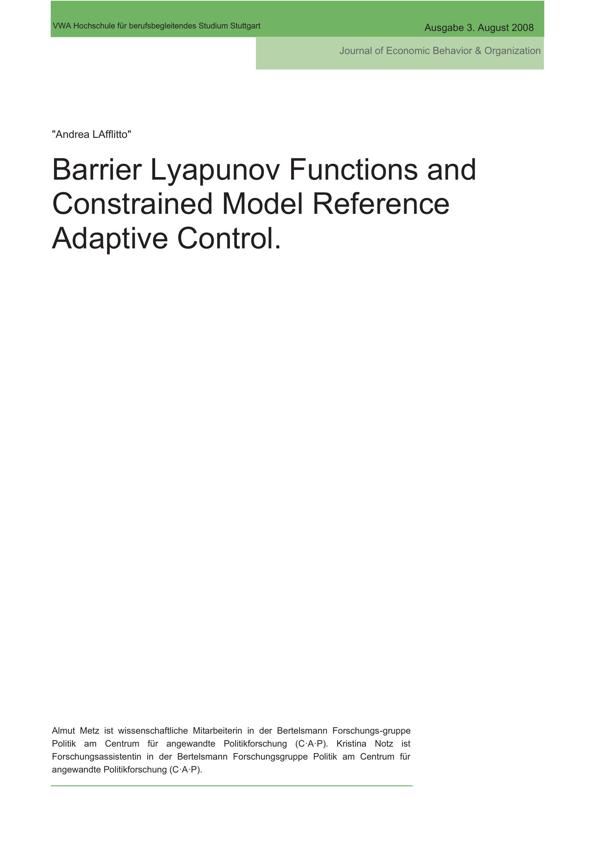 VWA Hochschule für berufsbegleitendes Studium Stuttgart
Ausgabe 3. August 2008
Journal of Economic Behavior & Organization
"Andrea LAfflitto"
Barrier Lyapunov Functions and
Constrained Model Reference
Adaptive Control.
Almut Metz ist wissenschaftliche Mitarbeiterin in der Bertelsmann Forschungs-gruppe
Politik am Centrum für angewandte Politikforschung (C·A·P). Kristina Notz ist
Forschungsassistentin in der Bertelsmann Forschungsgruppe Politik am Centrum für
angewandte Politikforschung (C·A·P).